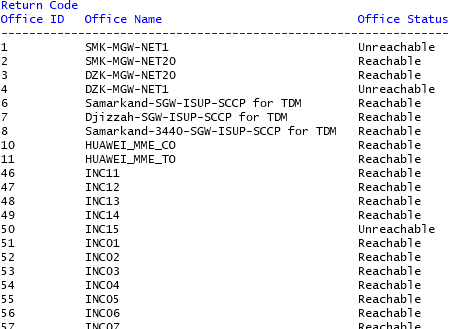 Return Code
Office ID Office Name Office Status
--------------------------------------------------------------
1 SMK-MGW-NET1 Unreachable
2 SMK-MGW-NET20 Reachable
3 DZK-MGW-NET20 Reachable
4 DZK-MGW-NET1 Unreachable
6 Samarkand-SGW-ISUP-SCCP for TDM Reachable
7 Djizzah-SGW-ISUP-SCCP for TDM Reachable
8 Samarkand-3440-SGW-ISUP-SCCP for TDM Reachable
10 HUAWEI_MME_CO Reachable
11 HUAWEI_MME_TO Reachable
46 INC11 Reachable
47 INC12 Reachable
48 INC13 Reachable
49 INC14 Reachable
50 INC15 Unreachable
51 INC01 Reachable
52 INC02 Reachable
53 INC03 Reachable
54 INC04 Reachable
55 INC05 Reachable
56 INC06 Reachable
57 INC07 Reachable